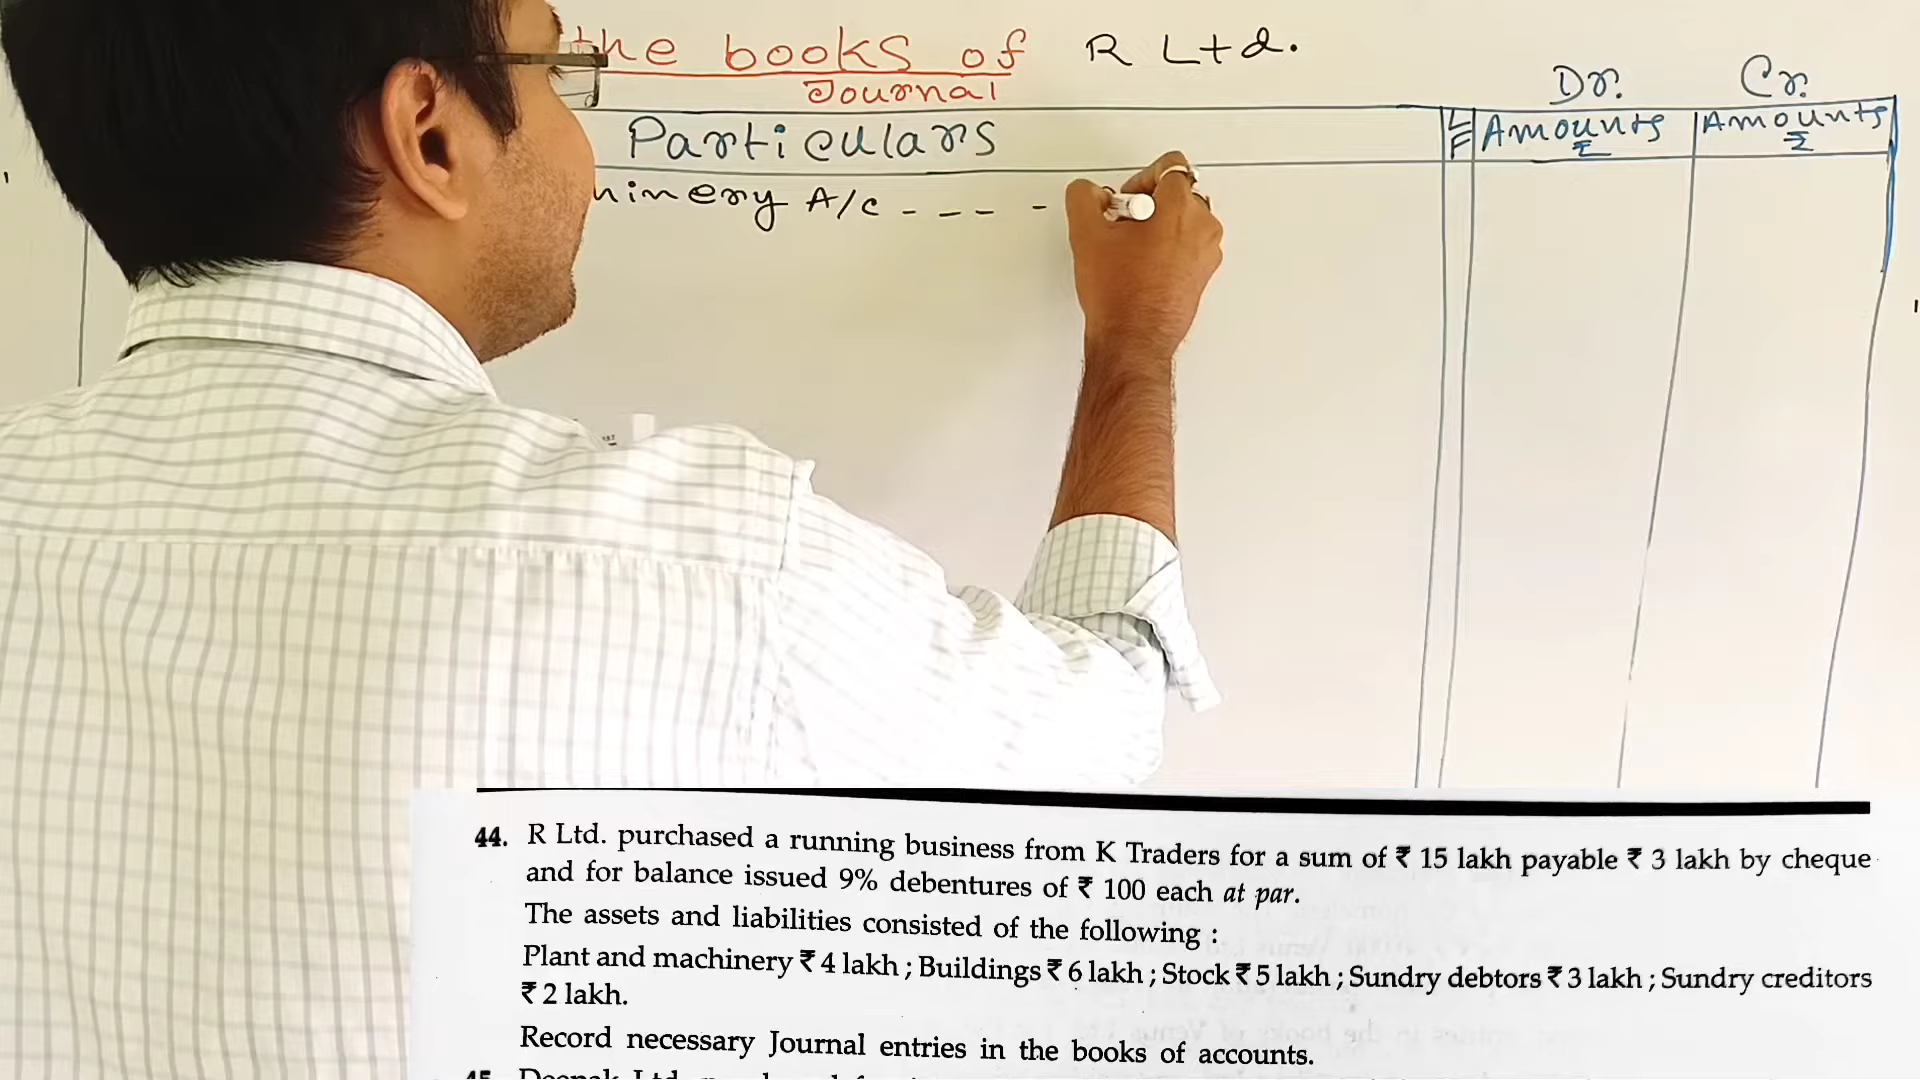 the books of R Ltd.
Journal
Dr. Cr.
Particulars LF Amounts ₹ Amounts ₹
hinery A/c - - - -
44. R Ltd. purchased a running business from K Traders for a sum of ₹ 15 lakh payable ₹ 3 lakh by cheque
and for balance issued 9% debentures of ₹ 100 each at par.
The assets and liabilities consisted of the following :
Plant and machinery ₹ 4 lakh ; Buildings ₹ 6 lakh ; Stock ₹ 5 lakh ; Sundry debtors ₹ 3 lakh ; Sundry creditors
₹ 2 lakh.
Record necessary Journal entries in the books of accounts.